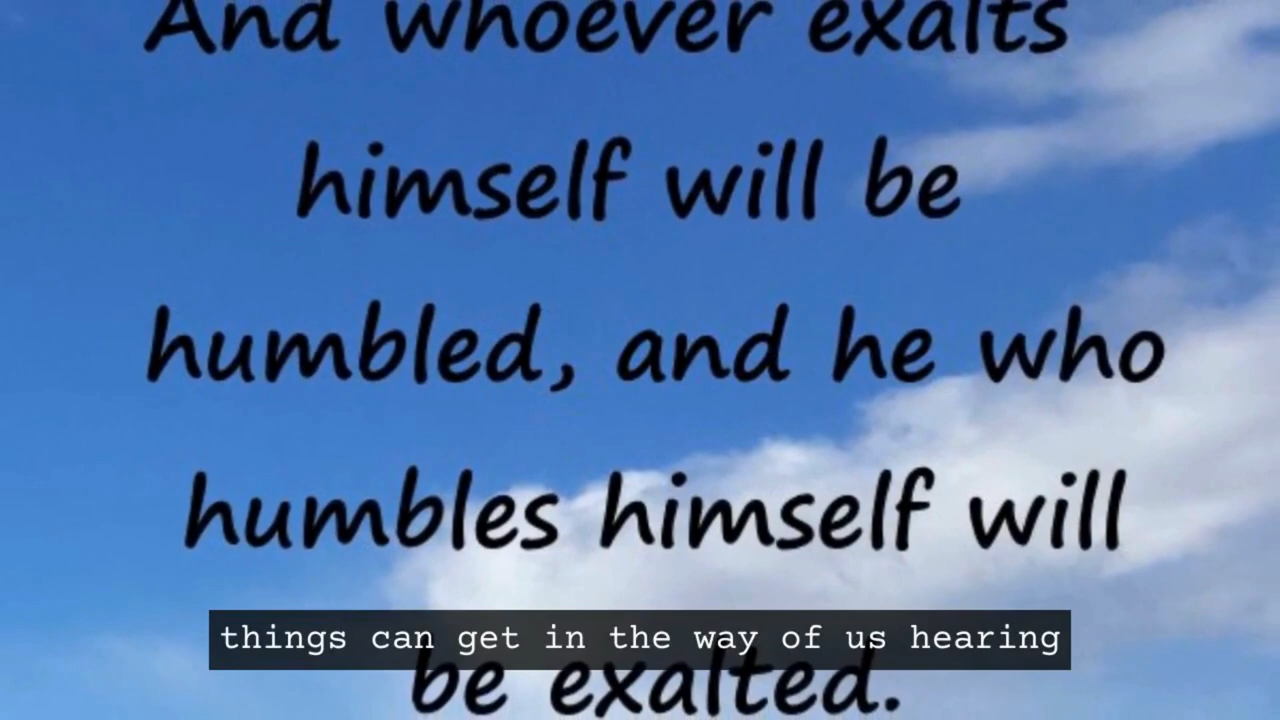 And whoever exalts
himself will be
humbled, and he who
humbles himself will
things can get in the way of us hearing
be exalted.